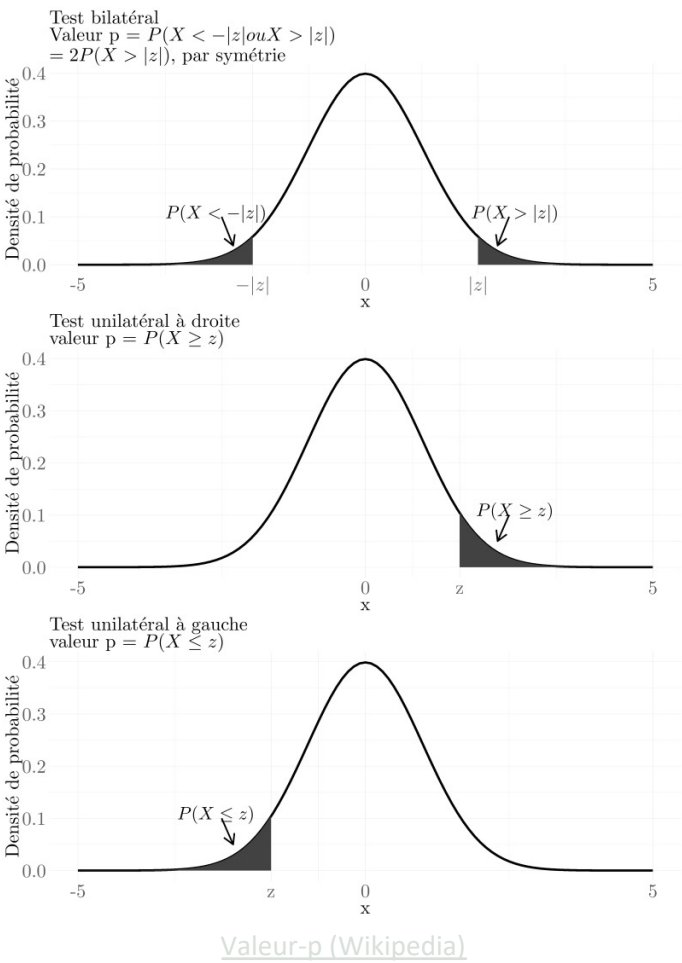 Test bilatéral
Valeur p = P(X < −|z|ouX > |z|)
= 2P(X > |z|), par symétrie
Densité de probabilité
0.4
0.3
0.2
0.1
0.0
P(X < −|z|)
P(X > |z|)
-5
−|z|
0
|z|
5
x
Test unilatéral à droite
valeur p = P(X ≥ z)
Densité de probabilité
0.4
0.3
0.2
0.1
0.0
P(X ≥ z)
-5
0
z
5
x
Test unilatéral à gauche
valeur p = P(X ≤ z)
Densité de probabilité
0.4
0.3
0.2
0.1
0.0
P(X ≤ z)
-5
z
0
5
x
Valeur-p (Wikipedia)